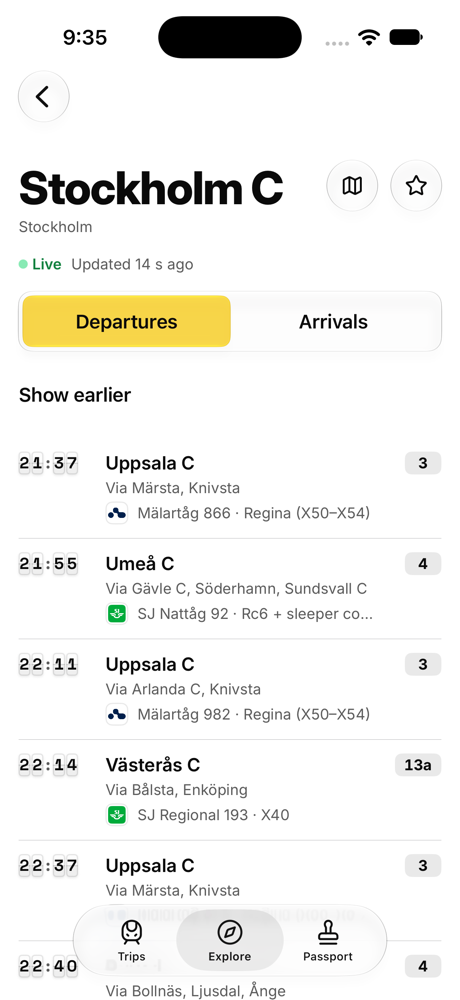 9:35
Stockholm C
Stockholm
Live Updated 14 s ago
Departures Arrivals
Show earlier
21:37 Uppsala C 3
Via Märsta, Knivsta
Mälartåg 866 · Regina (X50–X54)
21:55 Umeå C 4
Via Gävle C, Söderhamn, Sundsvall C
SJ Nattåg 92 · Rc6 + sleeper co...
22:11 Uppsala C 3
Via Arlanda C, Knivsta
Mälartåg 982 · Regina (X50–X54)
22:14 Västerås C 13a
Via Bålsta, Enköping
SJ Regional 193 · X40
22:37 Uppsala C 3
Via Märsta, Knivsta
Trips Explore Passport
22:40 4
Via Bollnäs, Ljusdal, Ånge